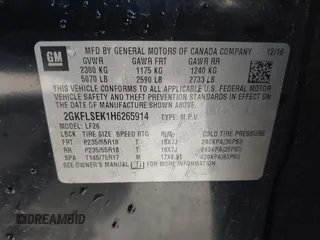 GM
MFD BY GENERAL MOTORS OF CANADA COMPANY 12/16
GVWR GAWR FRT GAWR RR
2300 KG 1175 KG 1240 KG
5070 LB 2590 LB 2733 LB
THIS VEHICLE CONFORMS TO ALL APPLICABLE U.S. FEDERAL
MOTOR VEHICLE SAFETY AND THEFT PREVENTION STANDARDS
IN EFFECT ON THE DATE OF MANUFACTURE SHOWN ABOVE.
2GKFLSEK1H6265914
TYPE:
MODEL: LF26
TIRE SIZE SPEED RTG RIM COLD TIRE PRESSURE
FRT P235/55R18 18X7J 240KPA(35PSI)
RR P235/55R18 18X7J 240KPA(35PSI)
SPA T145/70R17 M 17X4.0T 420KPA(60PSI)
DREAMBID